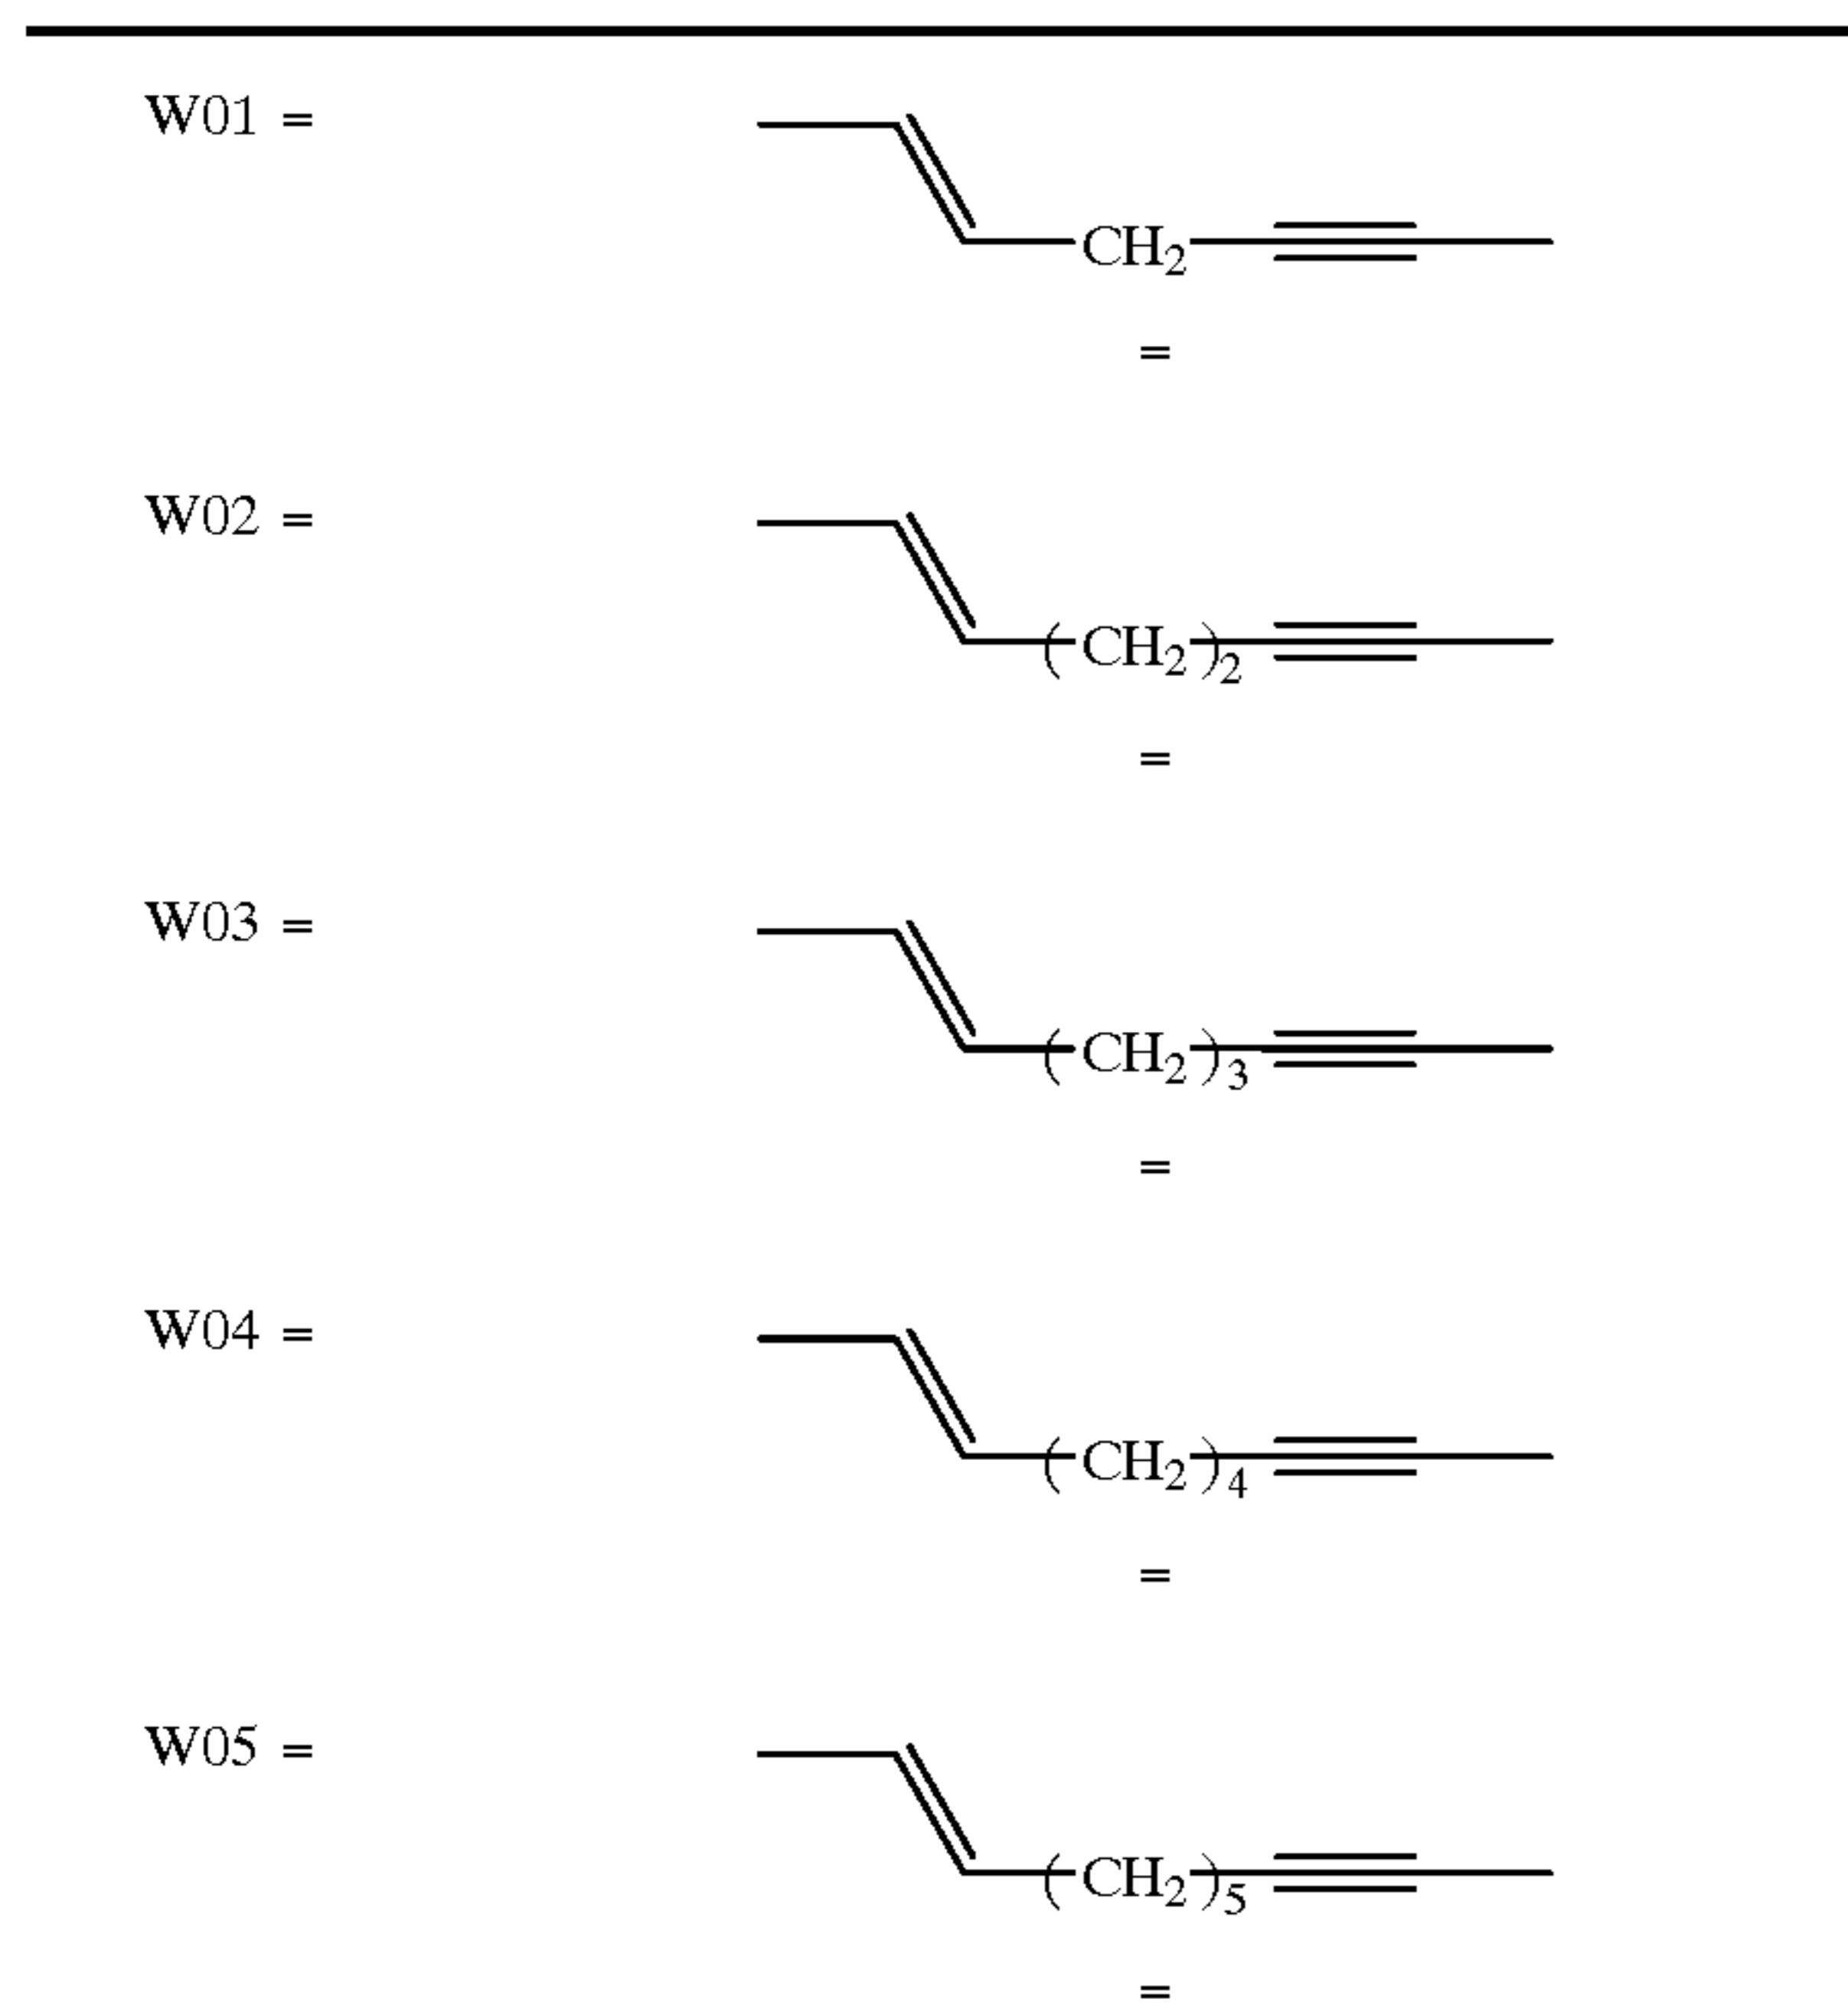 W01 =
CH2
=
W02 =
(CH2)2
=
W03 =
(CH2)3
=
W04 =
(CH2)4
=
W05 =
(CH2)5
=